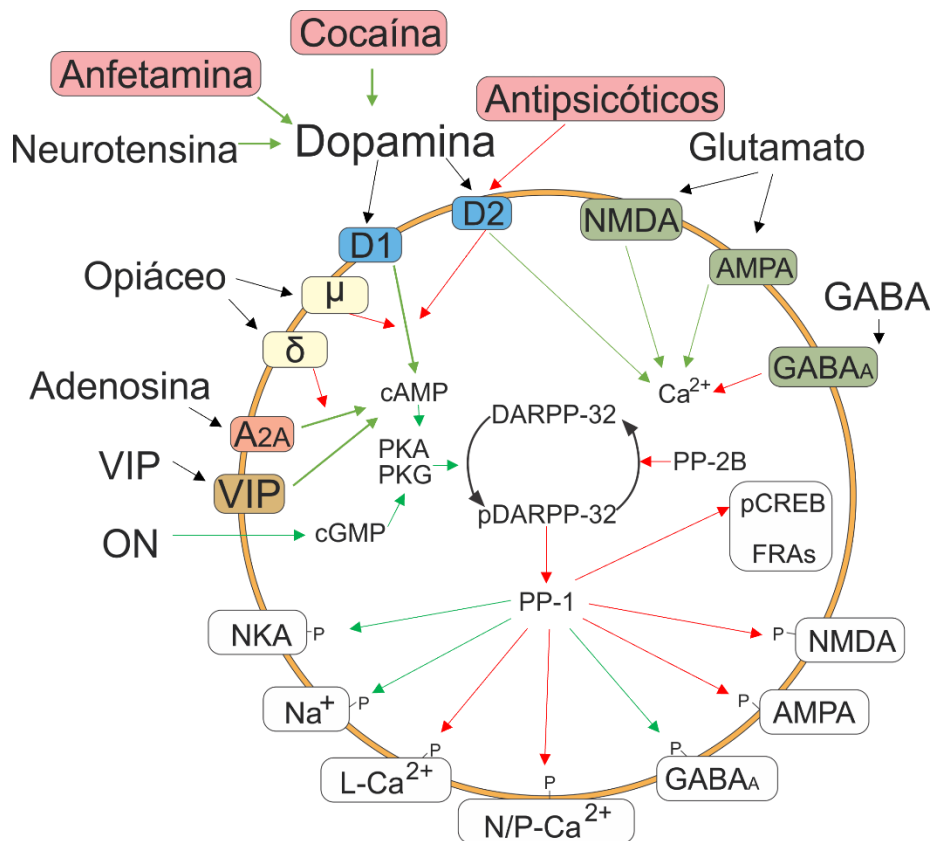 Cocaína
Anfetamina
Antipsicóticos
Neurotensina
Dopamina
Glutamato
D1
D2
NMDA
AMPA
Opiáceo
μ
δ
GABA
GABAA
Adenosina
A2A
cAMP
Ca2+
DARPP-32
VIP
VIP
PKA
PKG
PP-2B
pDARPP-32
pCREB
FRAs
ON
cGMP
PP-1
NKA
P
P
NMDA
Na+
P
P
AMPA
L-Ca2+
P
P
N/P-Ca2+
P
GABAA